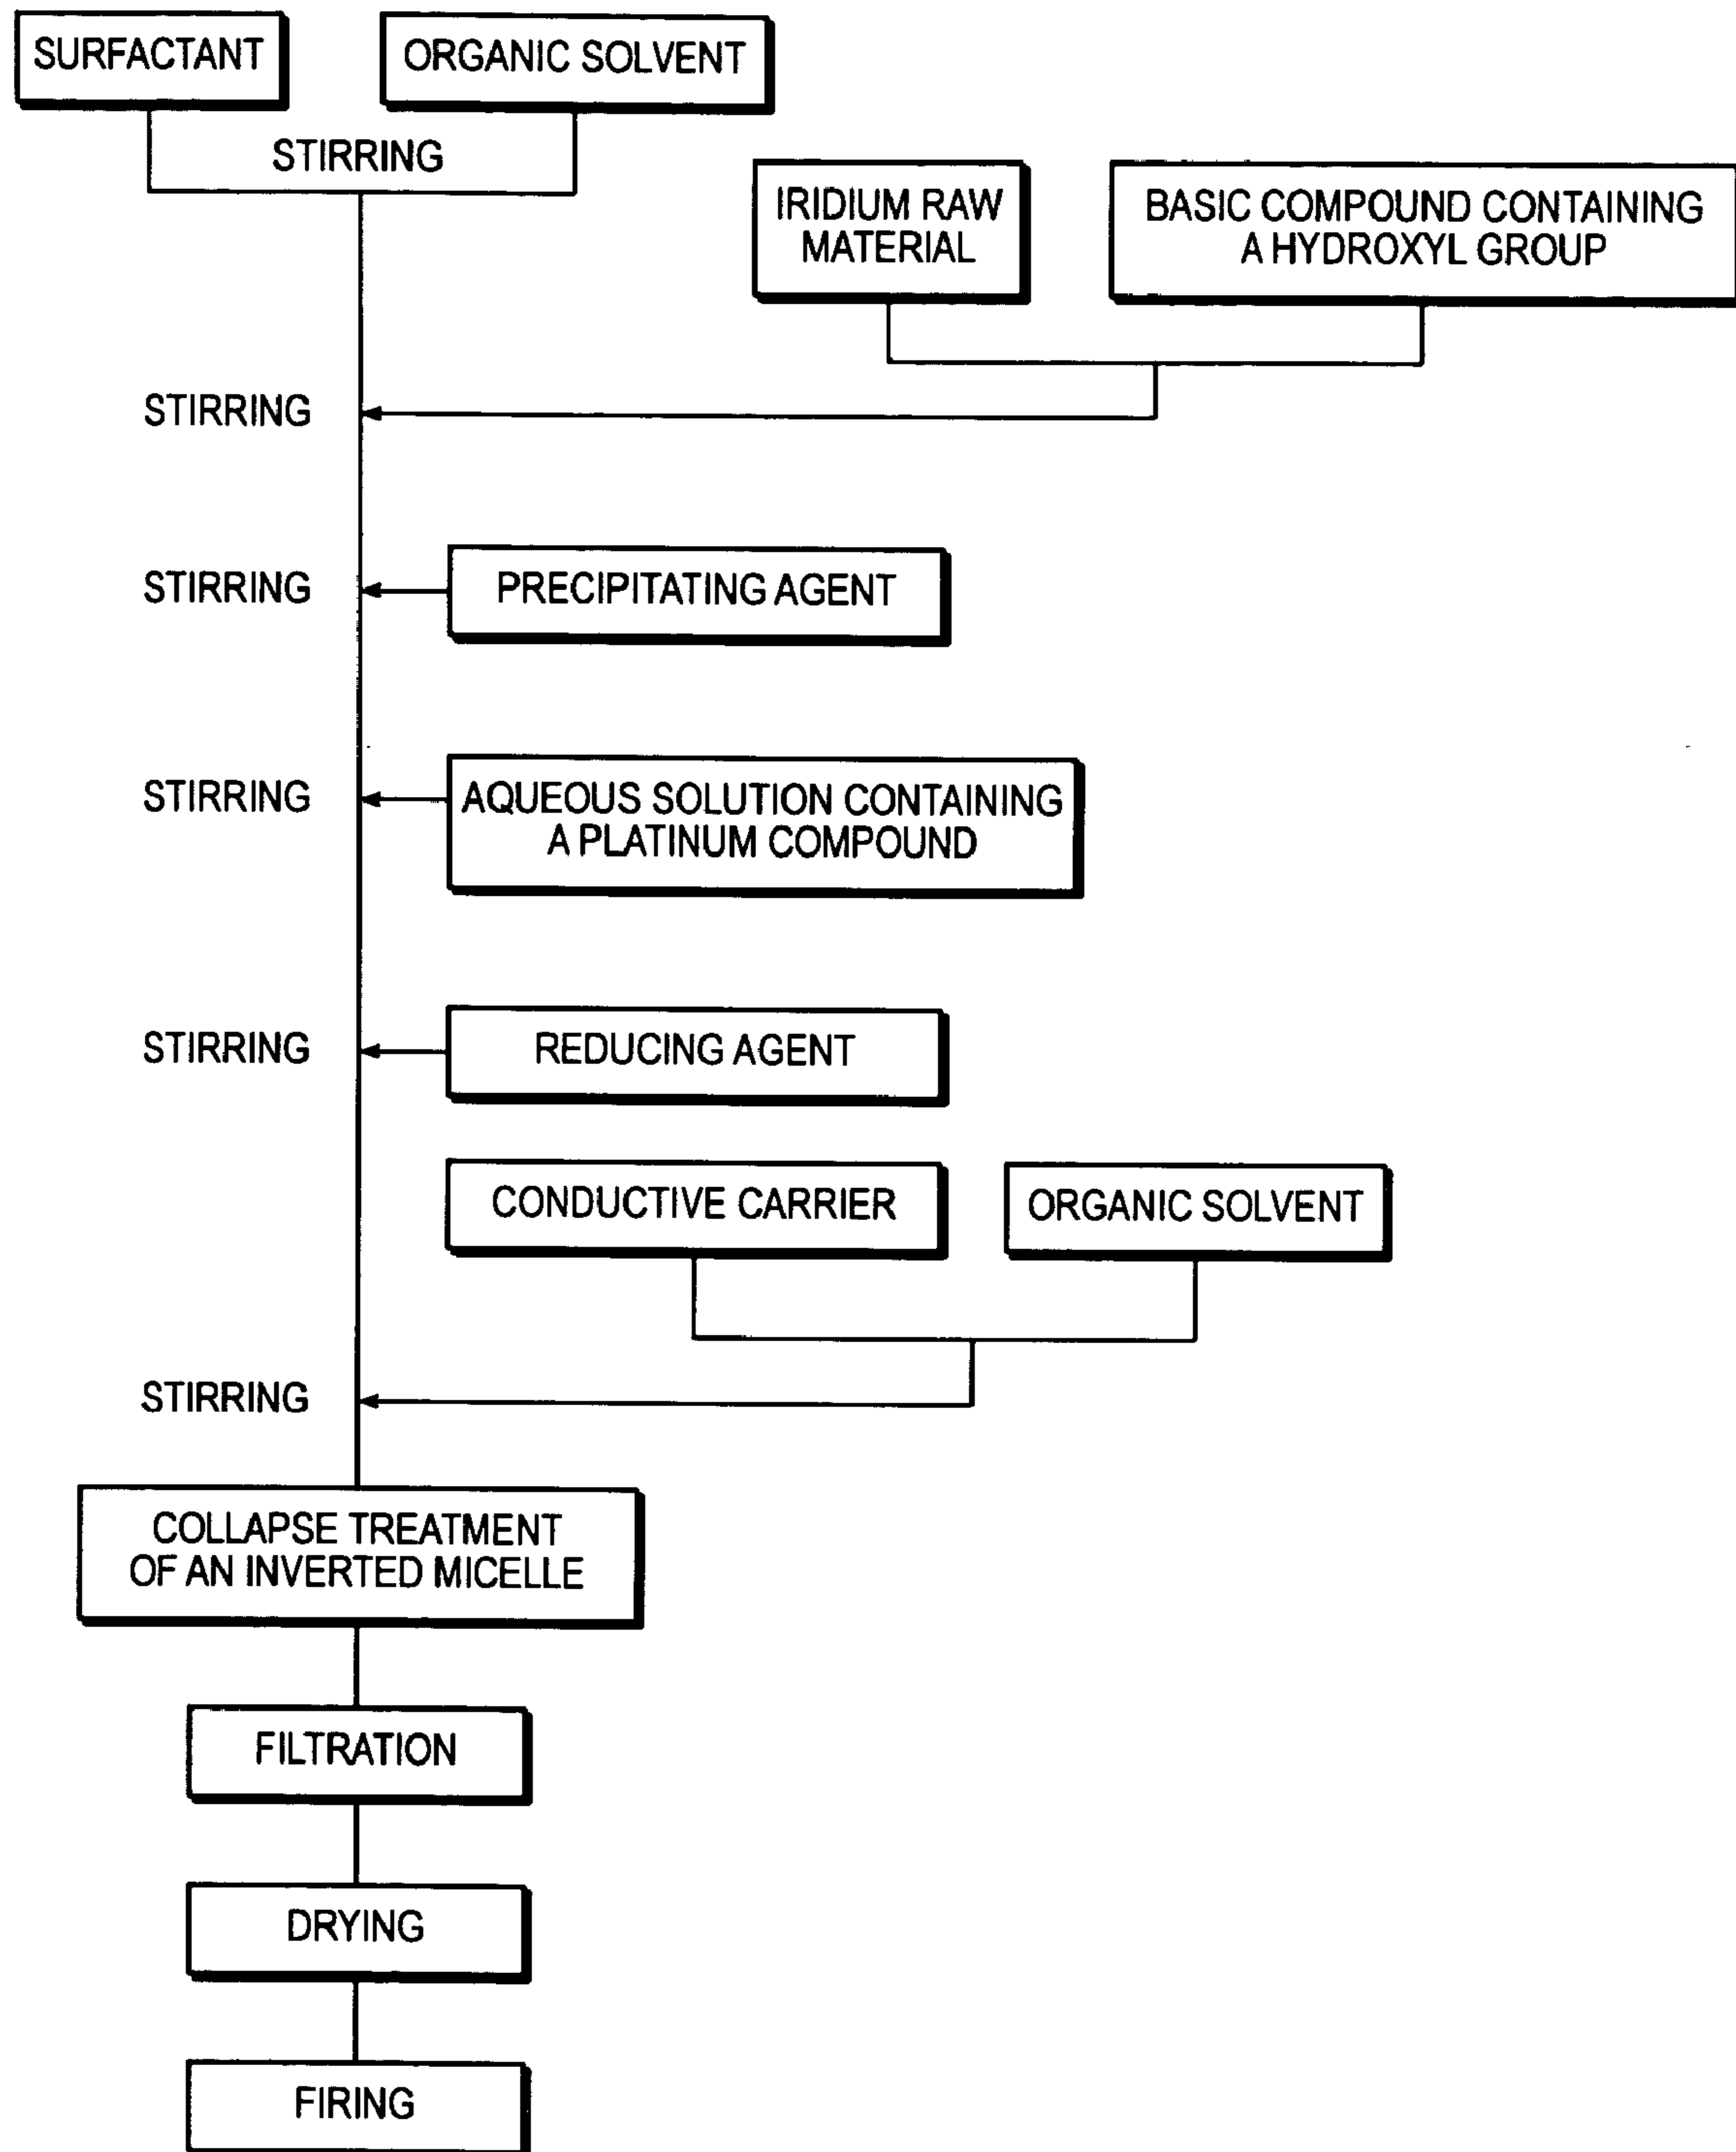 SURFACTANT
ORGANIC SOLVENT
STIRRING
IRIDIUM RAW
MATERIAL
BASIC COMPOUND CONTAINING
A HYDROXYL GROUP
STIRRING
STIRRING
PRECIPITATING AGENT
STIRRING
AQUEOUS SOLUTION CONTAINING
A PLATINUM COMPOUND
STIRRING
REDUCING AGENT
CONDUCTIVE CARRIER
ORGANIC SOLVENT
STIRRING
COLLAPSE TREATMENT
OF AN INVERTED MICELLE
FILTRATION
DRYING
FIRING